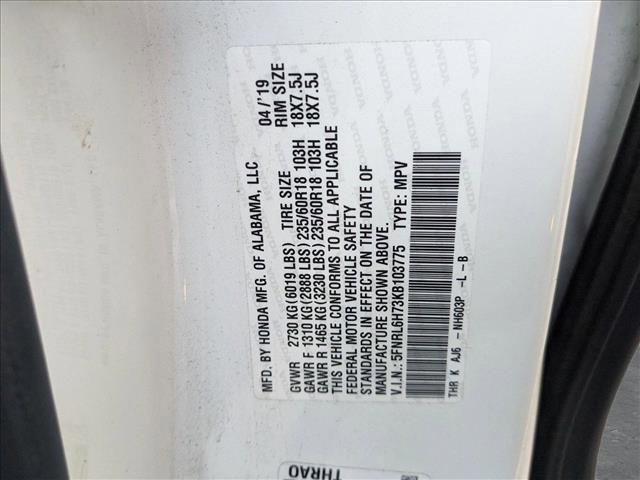 MFD. BY HONDA MFG. OF ALABAMA, LLC 04/'19
GVWR 2730 KG (6019 LBS) TIRE SIZE RIM SIZE
GAWR F 1310 KG (2888 LBS) 235/60R18 103H 18X7.5J
GAWR R 1465 KG (3230 LBS) 235/60R18 103H 18X7.5J
THIS VEHICLE CONFORMS TO ALL APPLICABLE
FEDERAL MOTOR VEHICLE SAFETY
STANDARDS IN EFFECT ON THE DATE OF
MANUFACTURE SHOWN ABOVE.
V.I.N.: 5FNRL6H73KB103775 TYPE: MPV
THR K AJ6 -NH603P -L -B
THRA0